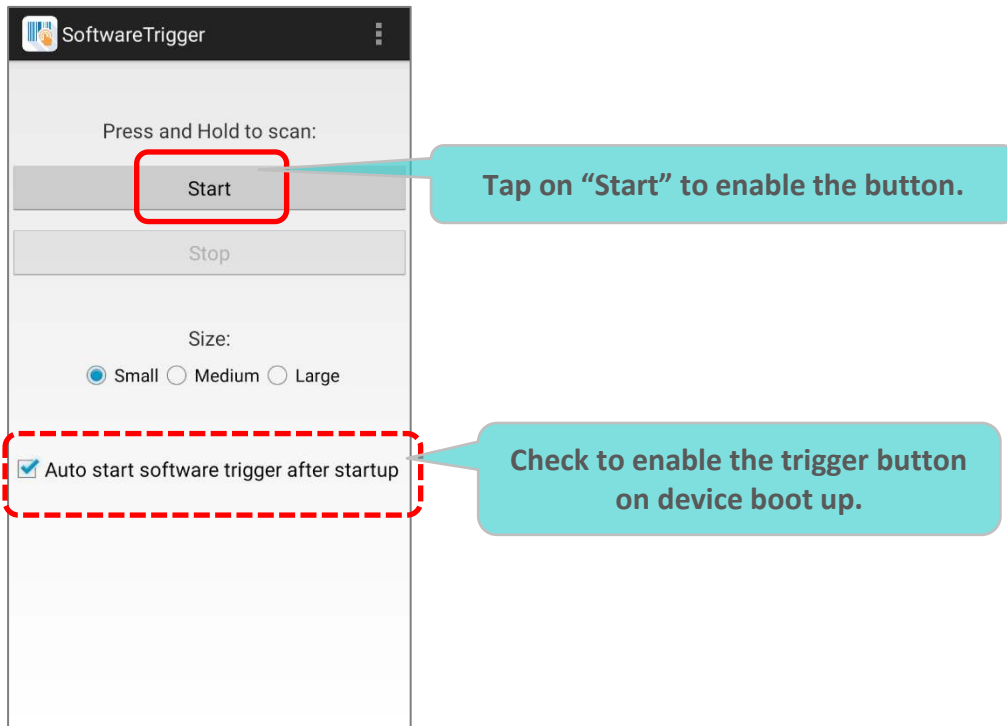 SoftwareTrigger
Press and Hold to scan:
Start
Tap on “Start” to enable the button.
Stop
Size:
Small Medium Large
Auto start software trigger after startup
Check to enable the trigger button
on device boot up.